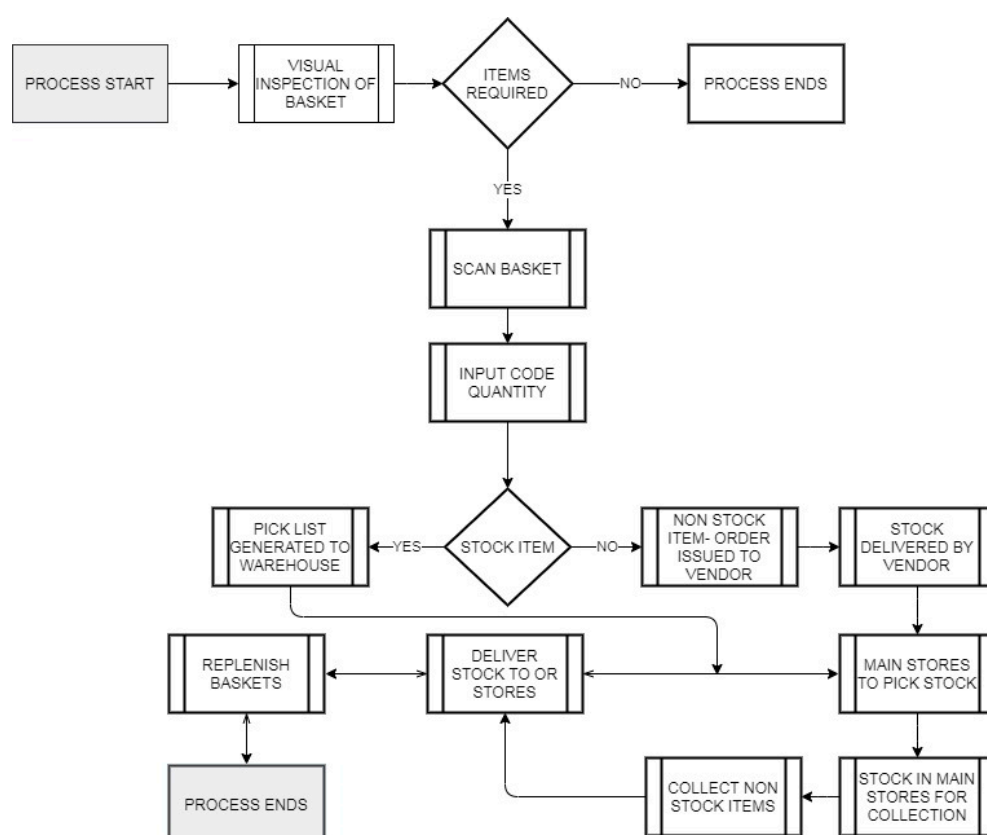 PROCESS START
VISUAL
INSPECTION OF
BASKET
ITEMS
REQUIRED
NO
PROCESS ENDS
YES
SCAN BASKET
INPUT CODE
QUANTITY
PICK LIST
GENERATED TO
WAREHOUSE
YES
STOCK ITEM
NO
NON STOCK
ITEM- ORDER
ISSUED TO
VENDOR
STOCK
DELIVERED BY
VENDOR
REPLENISH
BASKETS
DELIVER
STOCK TO OR
STORES
MAIN STORES
TO PICK STOCK
PROCESS ENDS
COLLECT NON
STOCK ITEMS
STOCK IN MAIN
STORES FOR
COLLECTION